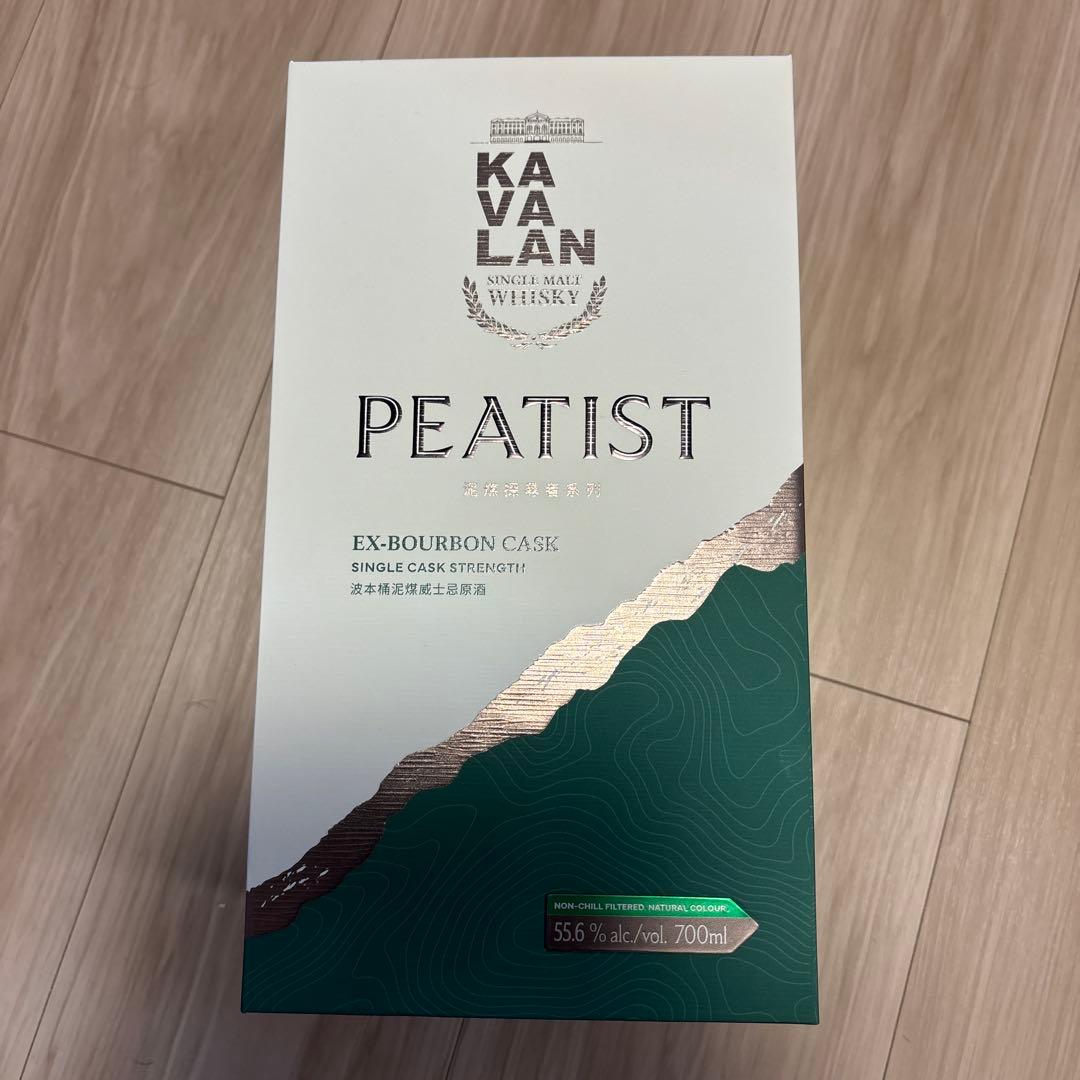 KA
VA
LAN
SINGLE MALT
WHISKY
PEATIST
泥煤探尋者系列
EX-BOURBON CASK
SINGLE CASK STRENGTH
波本桶泥煤威士忌原酒
NON-CHILL FILTERED. NATURAL COLOUR.
55.6 % alc./vol. 700ml